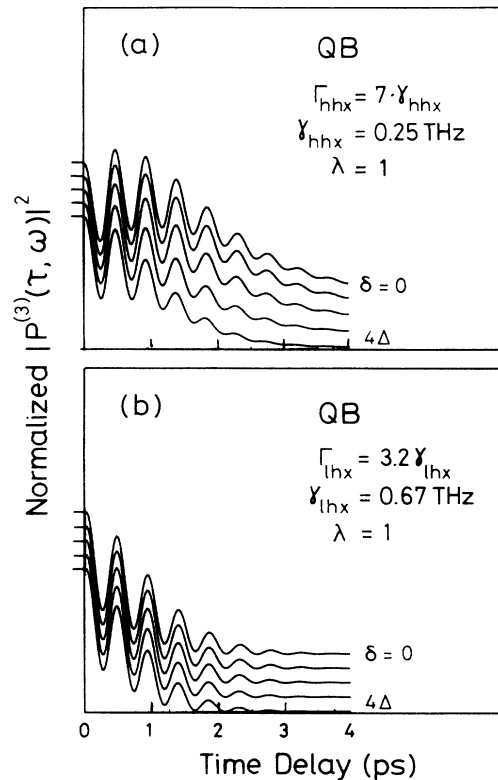 (a)
QB
Γhhx = 7·γhhx
γhhx = 0.25 THz
λ = 1
δ = 0
4Δ
(b)
QB
Γlhx = 3.2 γlhx
γlhx = 0.67 THz
λ = 1
δ = 0
4Δ
0 1 2 3 4
Time Delay (ps)
Normalized |P(3)(τ, ω)|2